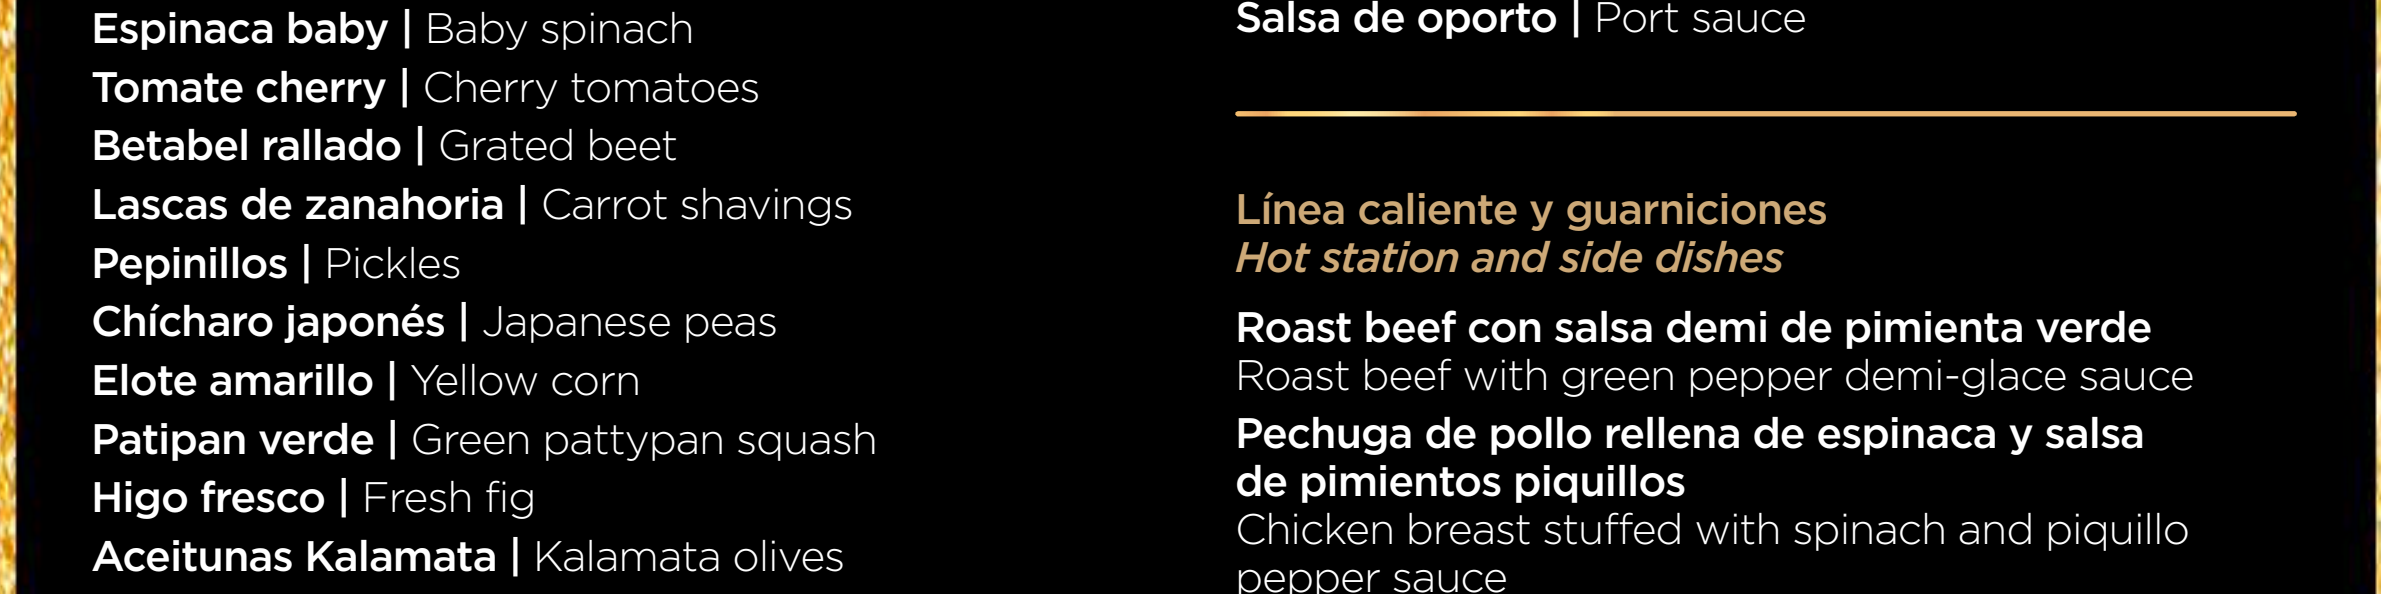 Espinaca baby | Baby spinach
Tomate cherry | Cherry tomatoes
Betabel rallado | Grated beet
Lascas de zanahoria | Carrot shavings
Pepinillos | Pickles
Chícharo japonés | Japanese peas
Elote amarillo | Yellow corn
Patipan verde | Green pattypan squash
Higo fresco | Fresh fig
Aceitunas Kalamata | Kalamata olives
Salsa de oporto | Port sauce
Línea caliente y guarniciones
Hot station and side dishes
Roast beef con salsa demi de pimienta verde
Roast beef with green pepper demi-glace sauce
Pechuga de pollo rellena de espinaca y salsa
de pimientos piquillos
Chicken breast stuffed with spinach and piquillo
pepper sauce